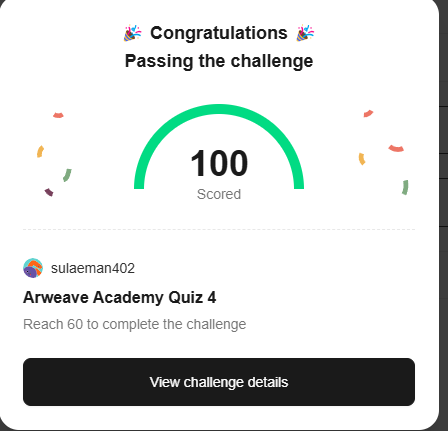 🎉 Congratulations 🎉
Passing the challenge
100
Scored
sulaeman402
Arweave Academy Quiz 4
Reach 60 to complete the challenge
View challenge details